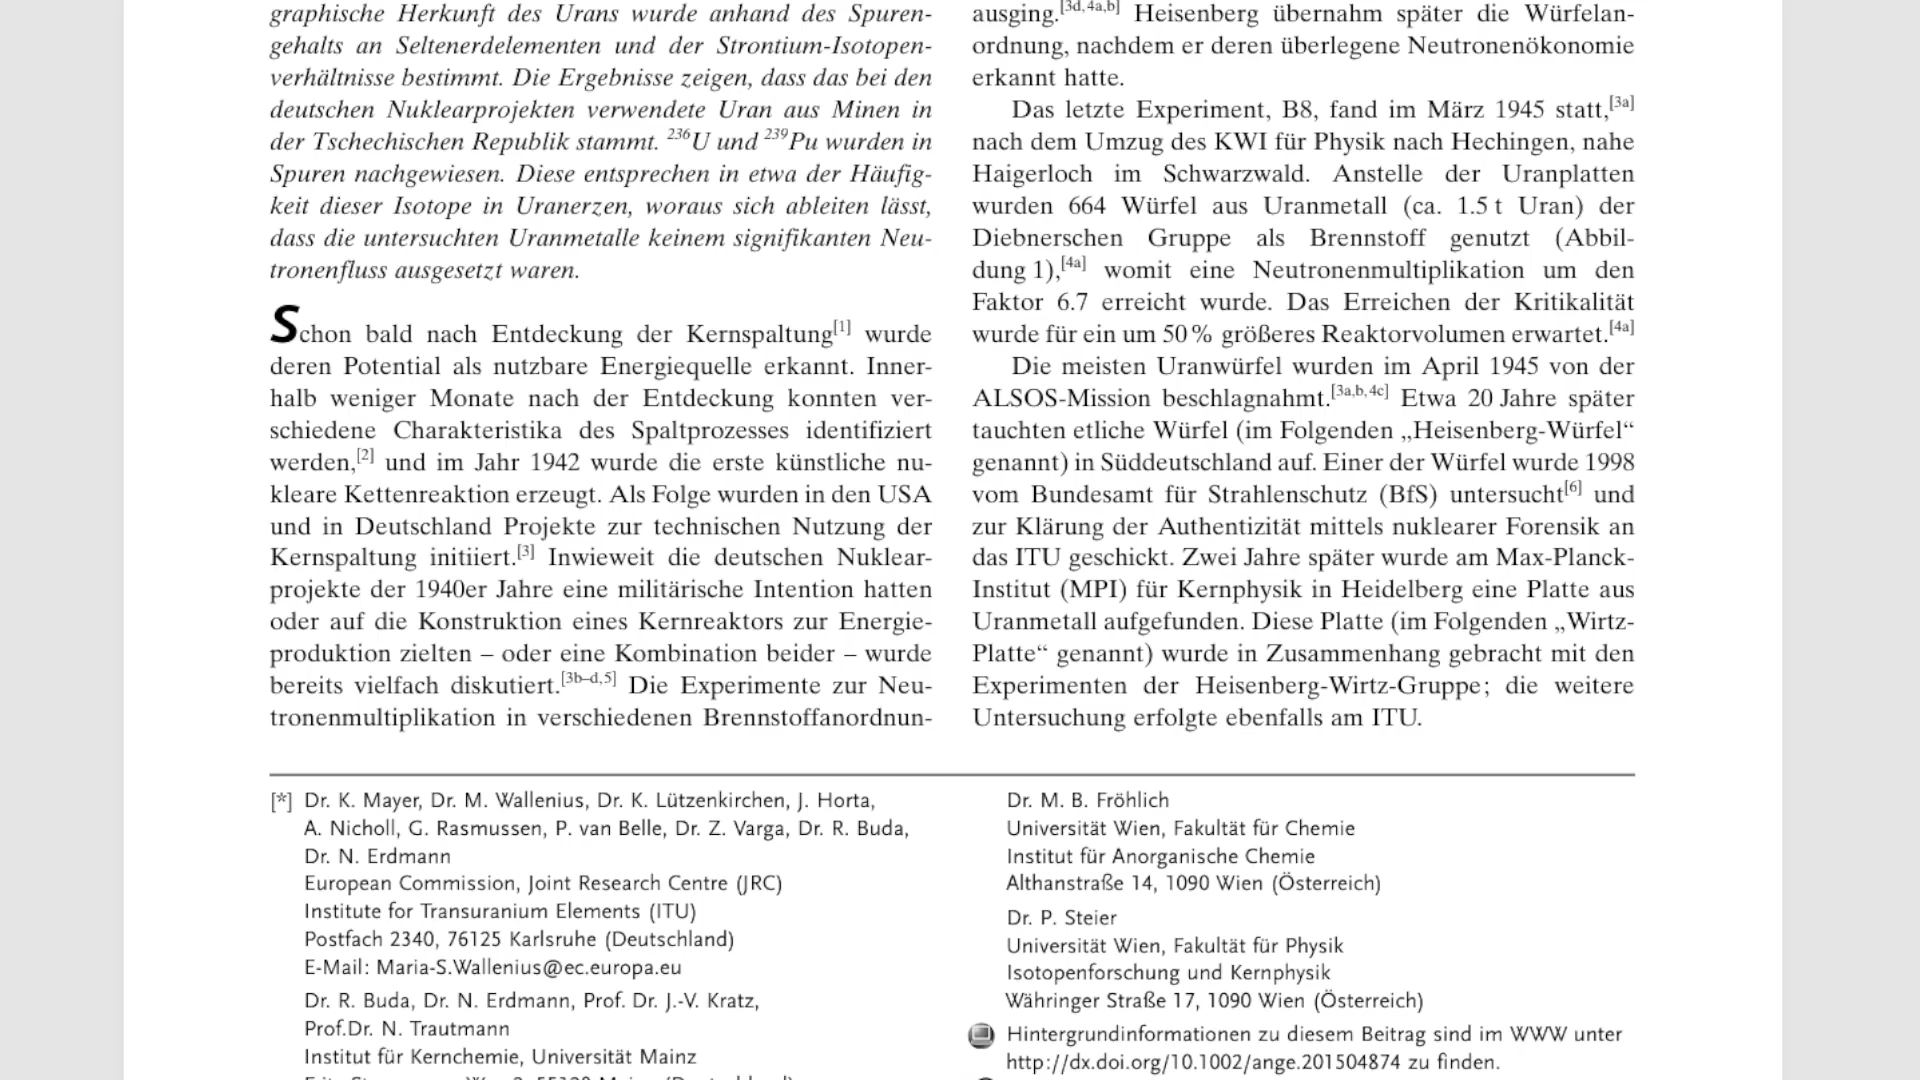 graphische Herkunft des Urans wurde anhand des Spuren-
gehalts an Seltenerdelementen und der Strontium-Isotopen-
verhältnisse bestimmt. Die Ergebnisse zeigen, dass das bei den
deutschen Nuklearprojekten verwendete Uran aus Minen in
der Tschechischen Republik stammt. ²³⁶U und ²³⁹Pu wurden in
Spuren nachgewiesen. Diese entsprechen in etwa der Häufig-
keit dieser Isotope in Uranerzen, woraus sich ableiten lässt,
dass die untersuchten Uranmetalle keinem signifikanten Neu-
tronenfluss ausgesetzt waren.
Schon bald nach Entdeckung der Kernspaltung[1] wurde
deren Potential als nutzbare Energiequelle erkannt. Inner-
halb weniger Monate nach der Entdeckung konnten ver-
schiedene Charakteristika des Spaltprozesses identifiziert
werden,[2] und im Jahr 1942 wurde die erste künstliche nu-
kleare Kettenreaktion erzeugt. Als Folge wurden in den USA
und in Deutschland Projekte zur technischen Nutzung der
Kernspaltung initiiert.[3] Inwieweit die deutschen Nuklear-
projekte der 1940er Jahre eine militärische Intention hatten
oder auf die Konstruktion eines Kernreaktors zur Energie-
produktion zielten – oder eine Kombination beider – wurde
bereits vielfach diskutiert.[3b–d,5] Die Experimente zur Neu-
tronenmultiplikation in verschiedenen Brennstoffanordnun-
ausging.[3d,4a,b] Heisenberg übernahm später die Würfelan-
ordnung, nachdem er deren überlegene Neutronenökonomie
erkannt hatte.
Das letzte Experiment, B8, fand im März 1945 statt,[3a]
nach dem Umzug des KWI für Physik nach Hechingen, nahe
Haigerloch im Schwarzwald. Anstelle der Uranplatten
wurden 664 Würfel aus Uranmetall (ca. 1.5 t Uran) der
Diebnerschen Gruppe als Brennstoff genutzt (Abbil-
dung 1),[4a] womit eine Neutronenmultiplikation um den
Faktor 6.7 erreicht wurde. Das Erreichen der Kritikalität
wurde für ein um 50 % größeres Reaktorvolumen erwartet.[4a]
Die meisten Uranwürfel wurden im April 1945 von der
ALSOS-Mission beschlagnahmt.[3a,b,4c] Etwa 20 Jahre später
tauchten etliche Würfel (im Folgenden „Heisenberg-Würfel“
genannt) in Süddeutschland auf. Einer der Würfel wurde 1998
vom Bundesamt für Strahlenschutz (BfS) untersucht[6] und
zur Klärung der Authentizität mittels nuklearer Forensik an
das ITU geschickt. Zwei Jahre später wurde am Max-Planck-
Institut (MPI) für Kernphysik in Heidelberg eine Platte aus
Uranmetall aufgefunden. Diese Platte (im Folgenden „Wirtz-
Platte“ genannt) wurde in Zusammenhang gebracht mit den
Experimenten der Heisenberg-Wirtz-Gruppe; die weitere
Untersuchung erfolgte ebenfalls am ITU.
[*] Dr. K. Mayer, Dr. M. Wallenius, Dr. K. Lützenkirchen, J. Horta,
A. Nicholl, G. Rasmussen, P. van Belle, Dr. Z. Varga, Dr. R. Buda,
Dr. N. Erdmann
European Commission, Joint Research Centre (JRC)
Institute for Transuranium Elements (ITU)
Postfach 2340, 76125 Karlsruhe (Deutschland)
E-Mail: Maria-S.Wallenius@ec.europa.eu
Dr. R. Buda, Dr. N. Erdmann, Prof. Dr. J.-V. Kratz,
Prof.Dr. N. Trautmann
Institut für Kernchemie, Universität Mainz
Dr. M. B. Fröhlich
Universität Wien, Fakultät für Chemie
Institut für Anorganische Chemie
Althanstraße 14, 1090 Wien (Österreich)
Dr. P. Steier
Universität Wien, Fakultät für Physik
Isotopenforschung und Kernphysik
Währinger Straße 17, 1090 Wien (Österreich)
Hintergrundinformationen zu diesem Beitrag sind im WWW unter
http://dx.doi.org/10.1002/ange.201504874 zu finden.